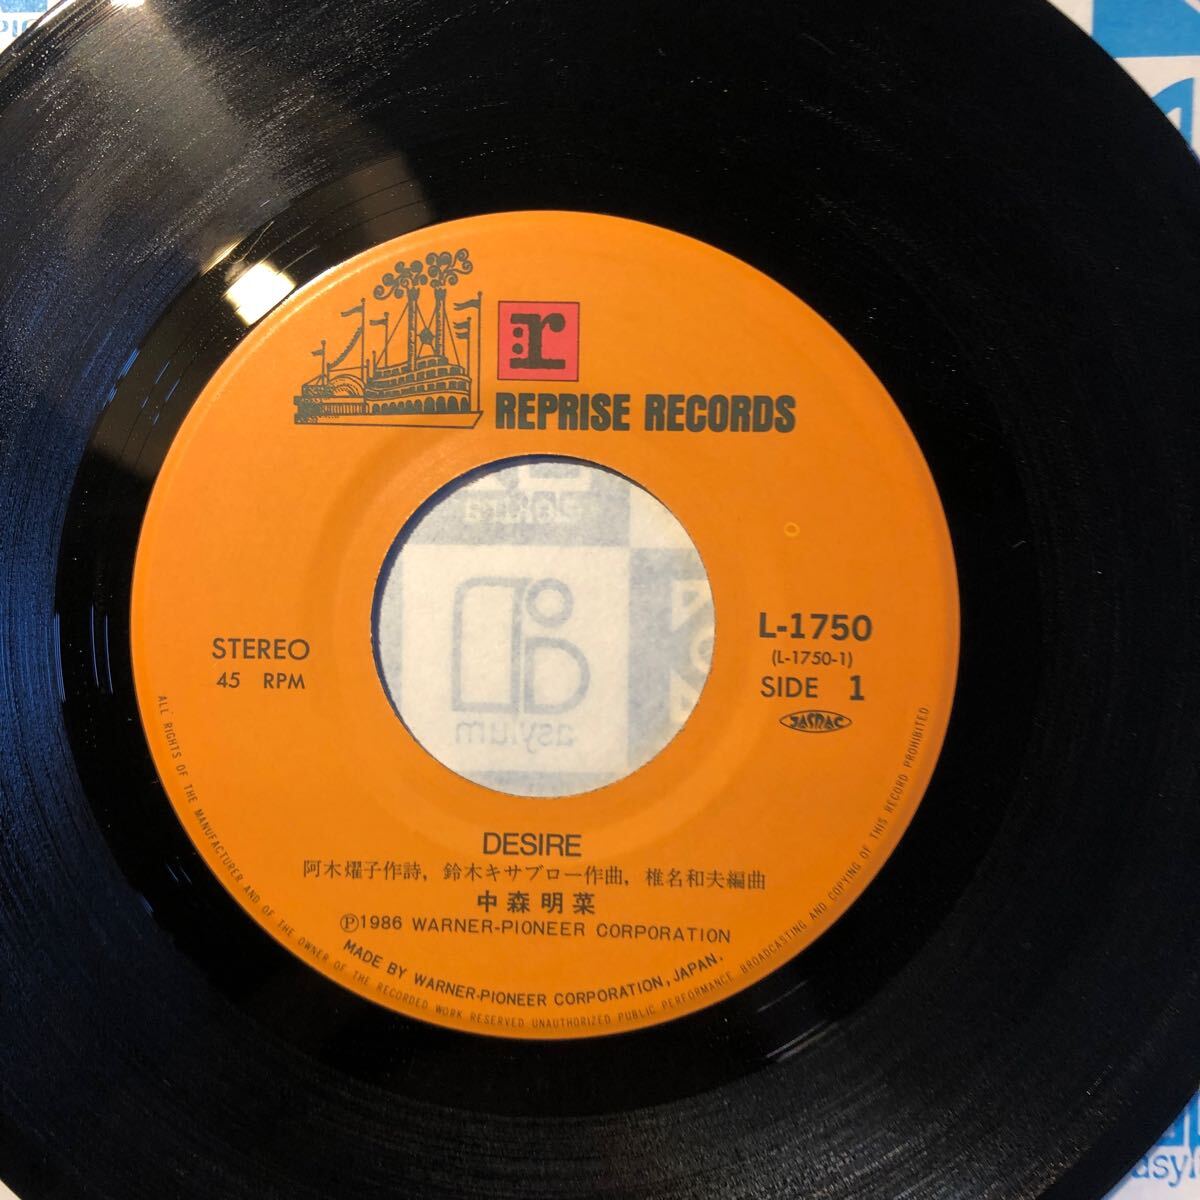 r
REPRISE RECORDS
elektra
asylum
STEREO
45 RPM
L-1750
(L-1750-1)
SIDE 1
JASRAC
DESIRE
阿木燿子作詩, 鈴木キサブロー作曲, 椎名和夫編曲
中森明菜
Ⓟ1986 WARNER-PIONEER CORPORATION
MADE BY WARNER-PIONEER CORPORATION, JAPAN.
ALL RIGHTS OF THE MANUFACTURER AND OF THE OWNER OF THE RECORDED WORK RESERVED UNAUTHORIZED PUBLIC PERFORMANCE BROADCASTING AND COPYING OF THIS RECORD PROHIBITED